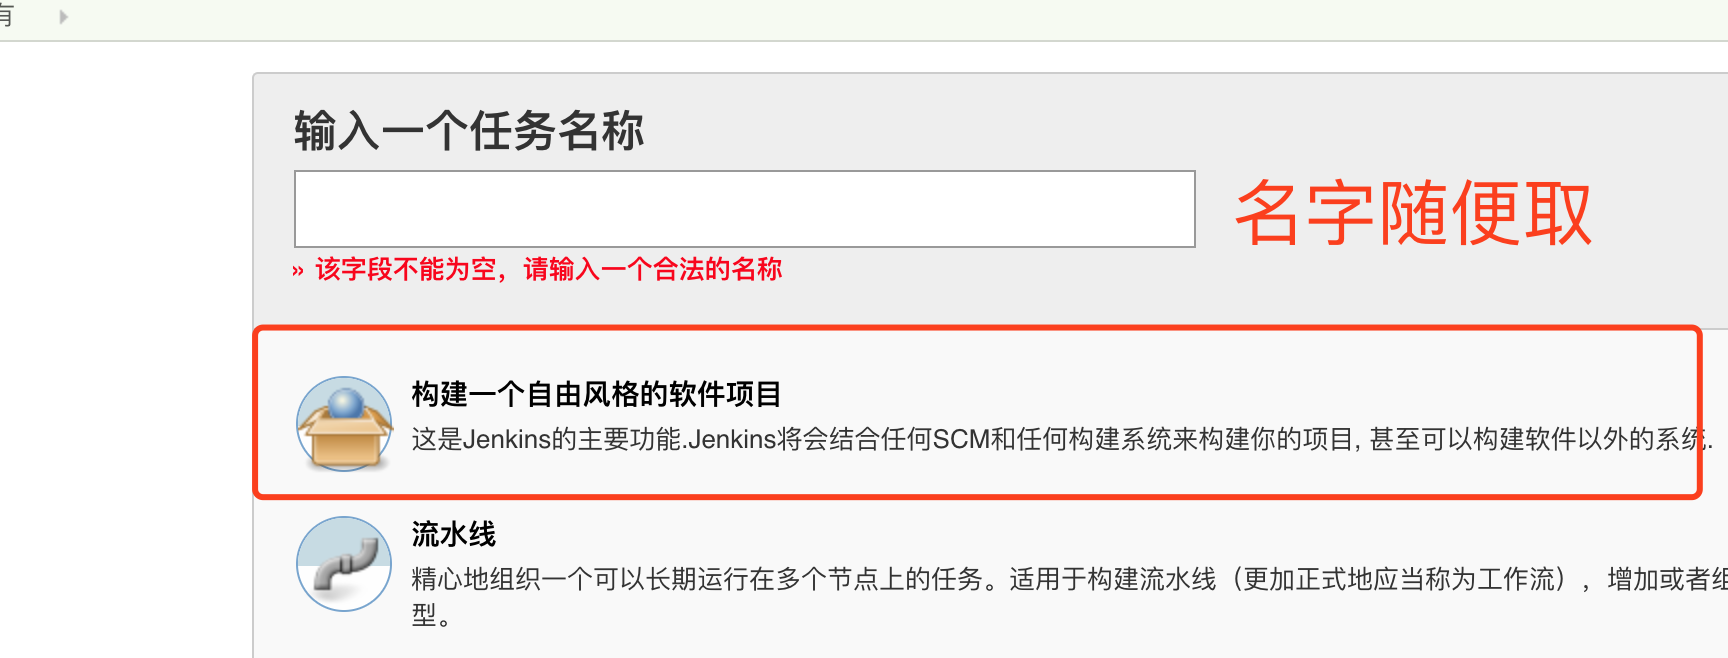 有
输入一个任务名称
名字随便取
» 该字段不能为空，请输入一个合法的名称
构建一个自由风格的软件项目
这是Jenkins的主要功能.Jenkins将会结合任何SCM和任何构建系统来构建你的项目, 甚至可以构建软件以外的系统.
流水线
精心地组织一个可以长期运行在多个节点上的任务。适用于构建流水线（更加正式地应当称为工作流），增加或者组
型。